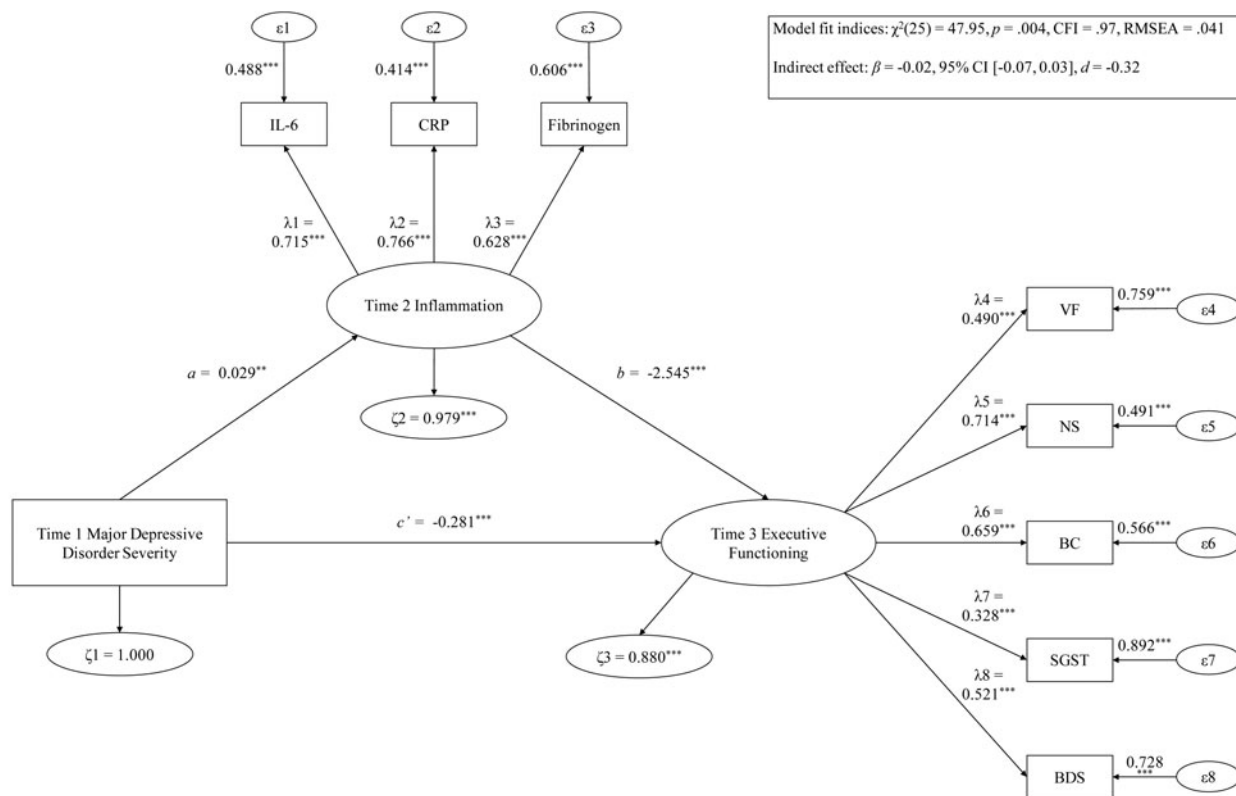 ε1
ε2
ε3
Model fit indices: χ²(25) = 47.95, p = .004, CFI = .97, RMSEA = .041
Indirect effect: β = -0.02, 95% CI [-0.07, 0.03], d = -0.32
0.488***
0.414***
0.606***
IL-6
CRP
Fibrinogen
λ1 =
0.715***
λ2 =
0.766***
λ3 =
0.628***
Time 2 Inflammation
a = 0.029**
b = -2.545***
ζ2 = 0.979***
λ4 =
0.490***
VF
0.759***
ε4
λ5 =
0.714***
NS
0.491***
ε5
Time 1 Major Depressive
Disorder Severity
c’ = -0.281***
Time 3 Executive
Functioning
λ6 =
0.659***
BC
0.566***
ε6
ζ1 = 1.000
ζ3 = 0.880***
λ7 =
0.328***
SGST
0.892***
ε7
λ8 =
0.521***
BDS
0.728
***
ε8